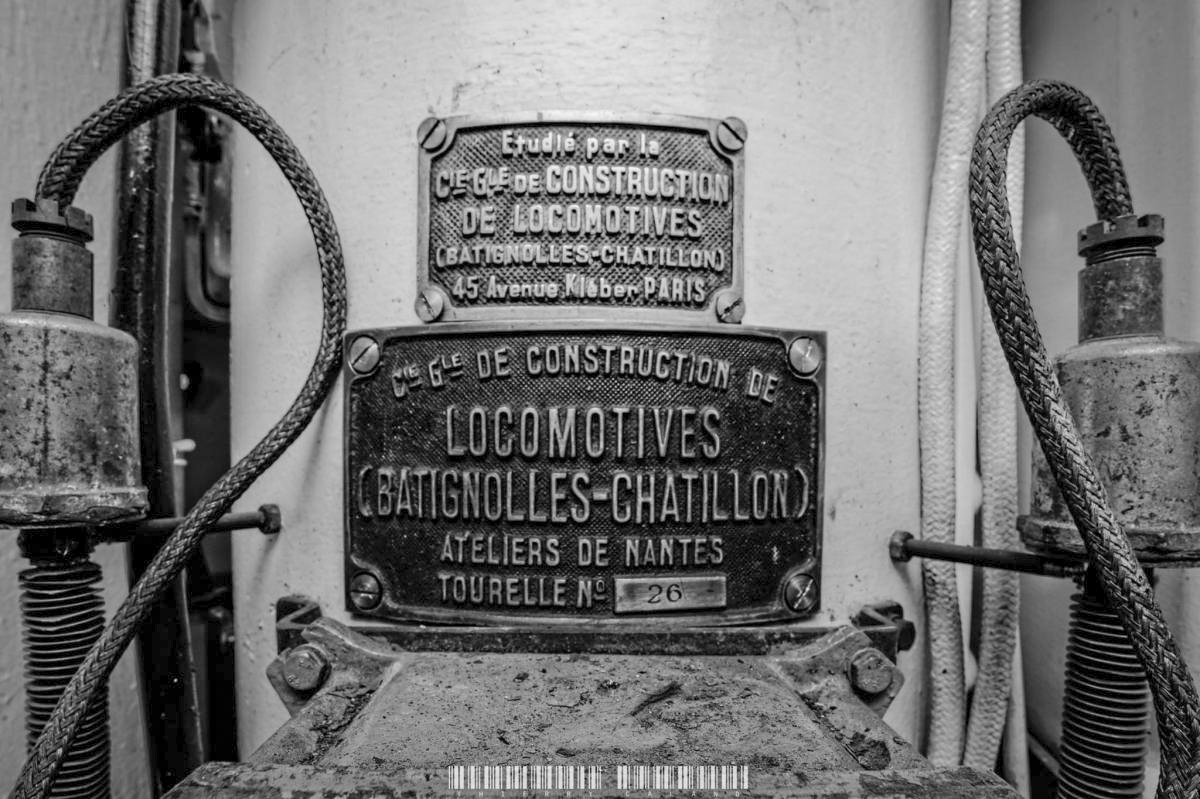 Etudié par la
CIE GLE DE CONSTRUCTION
DE LOCOMOTIVES
(BATIGNOLLES-CHATILLON)
45 Avenue Kléber PARIS
CIE GLE DE CONSTRUCTION DE
LOCOMOTIVES
(BATIGNOLLES-CHATILLON)
ATELIERS DE NANTES
TOURELLE No 26